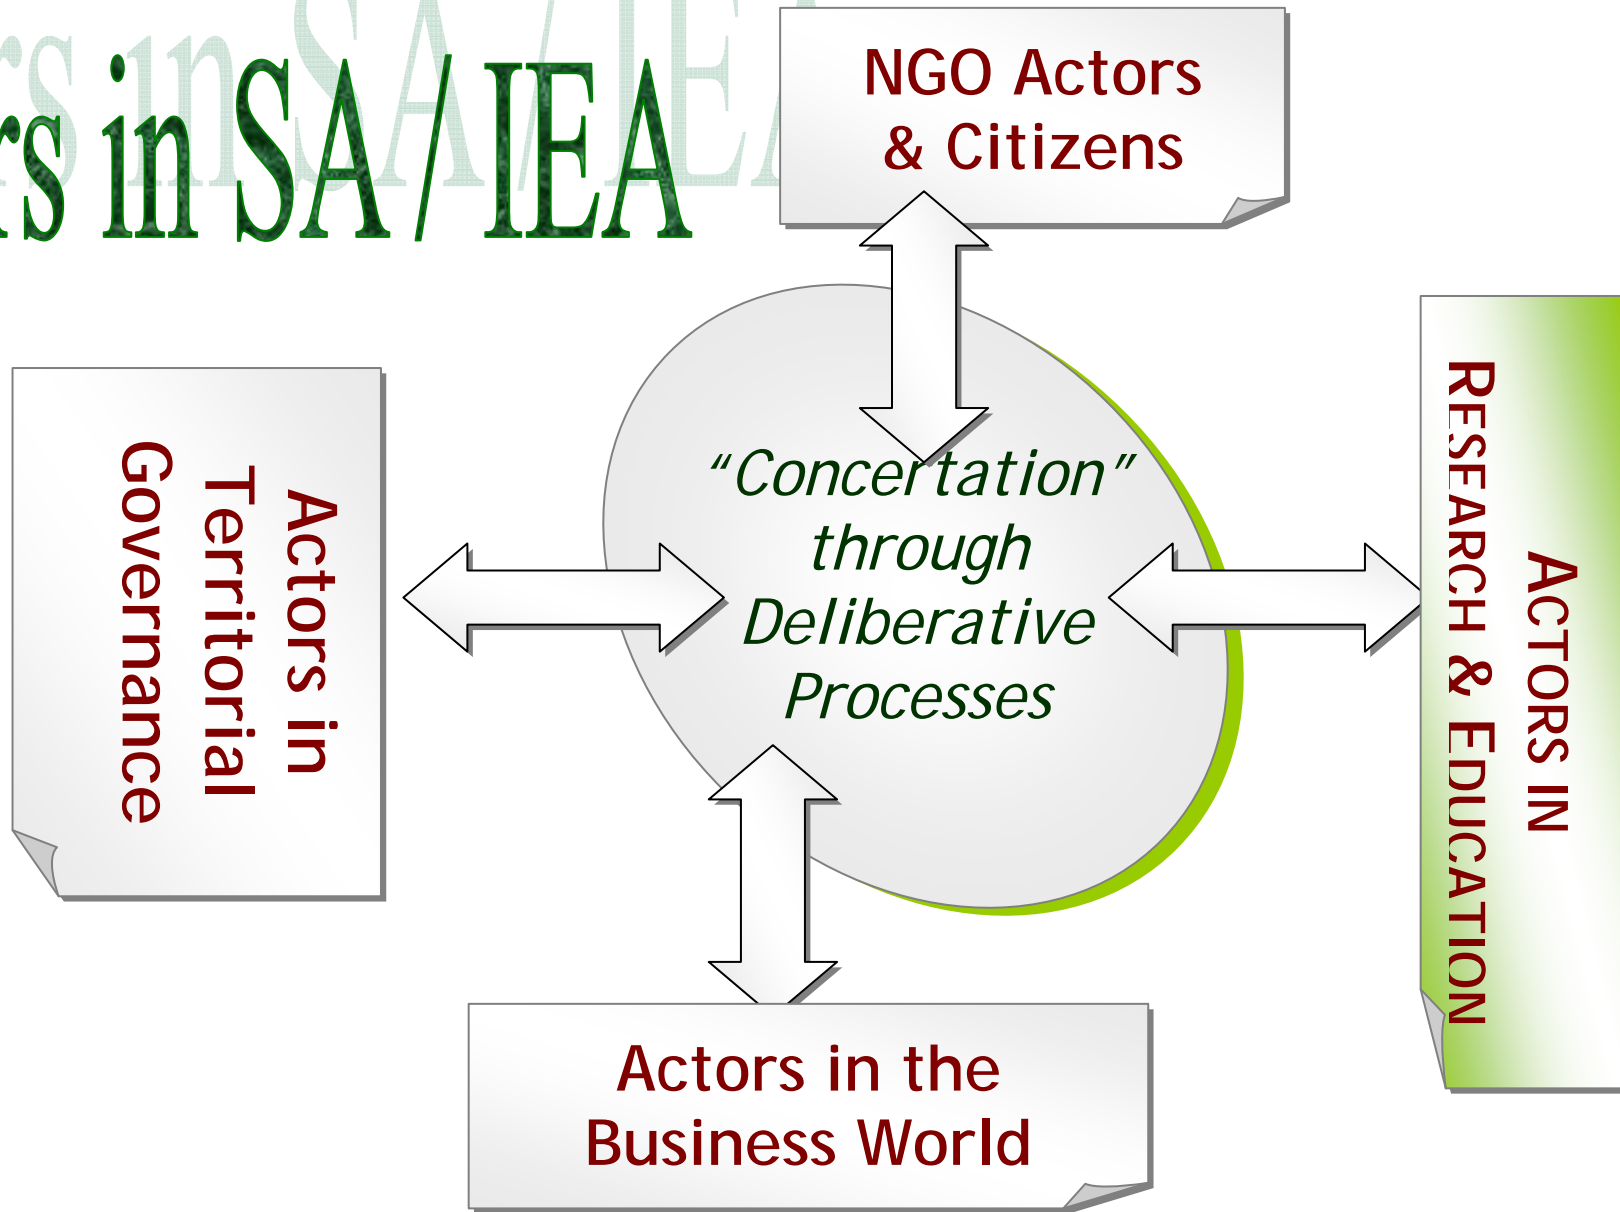 rs in SA / IEA
NGO Actors
& Citizens
Actors in
Territorial
Governance
“Concertation”
through
Deliberative
Processes
ACTORS IN
RESEARCH & EDUCATION
Actors in the
Business World